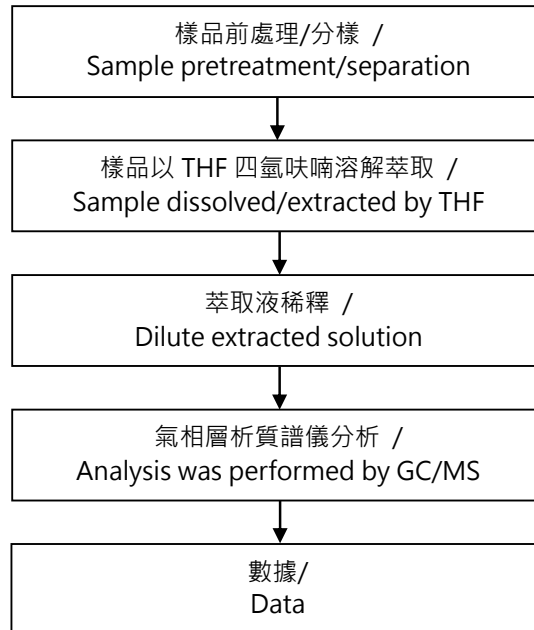 樣品前處理/分樣 /
Sample pretreatment/separation
樣品以 THF 四氫呋喃溶解萃取 /
Sample dissolved/extracted by THF
萃取液稀釋 /
Dilute extracted solution
氣相層析質譜儀分析 /
Analysis was performed by GC/MS
數據/
Data